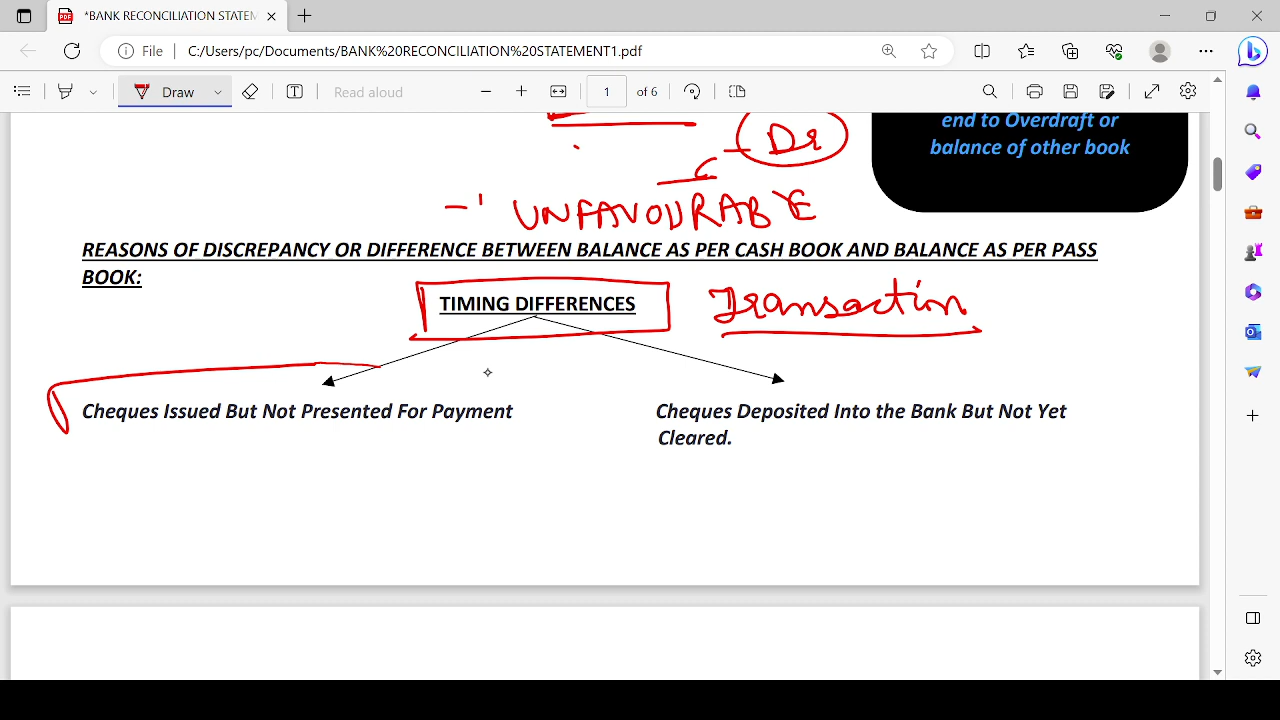 *BANK RECONCILIATION STATEM
File
C:/Users/pc/Documents/BANK%20RECONCILIATION%20STATEMENT1.pdf
Draw
Read aloud
1
of 6
end to Overdraft or
balance of other book
Dr
UNFAVOURABLE
REASONS OF DISCREPANCY OR DIFFERENCE BETWEEN BALANCE AS PER CASH BOOK AND BALANCE AS PER PASS
BOOK:
TIMING DIFFERENCES
Transaction
Cheques Issued But Not Presented For Payment
Cheques Deposited Into the Bank But Not Yet
Cleared.